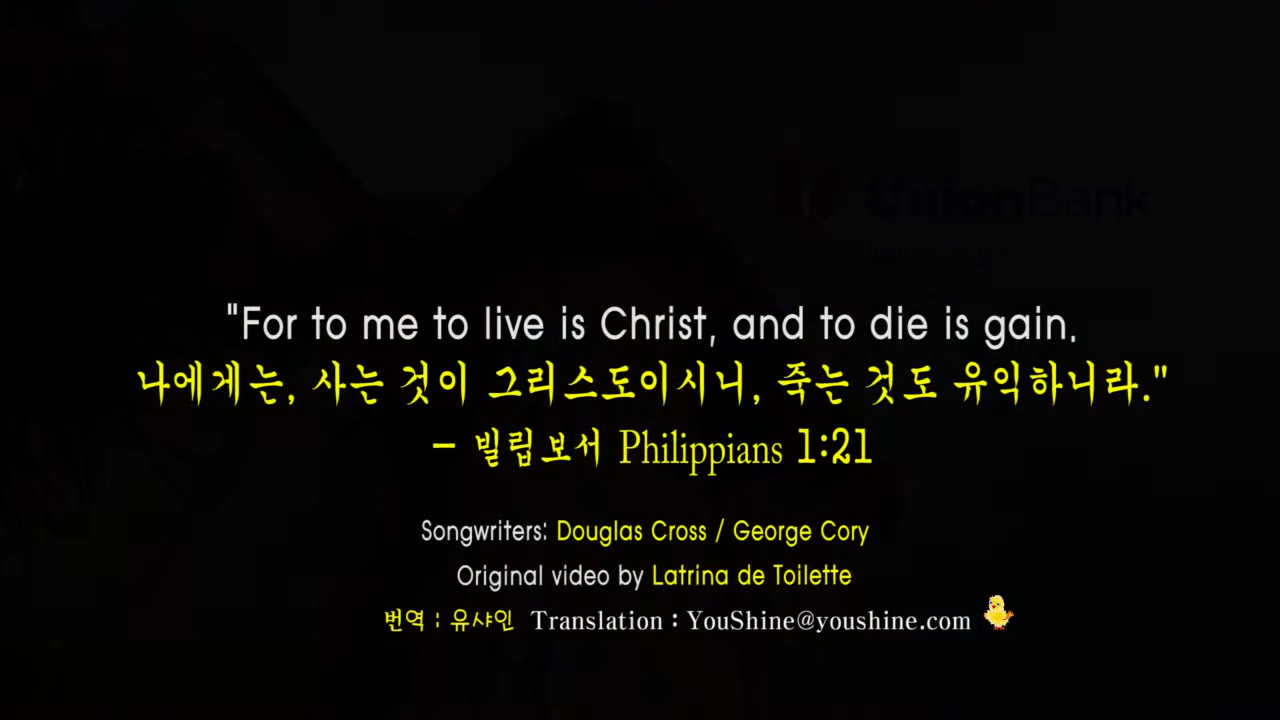 UnionBank
"For to me to live is Christ, and to die is gain.
나에게는, 사는 것이 그리스도이시니, 죽는 것도 유익하니라."
- 빌립보서 Philippians 1:21
Songwriters: Douglas Cross / George Cory
Original video by Latrina de Toilette
번역 : 유샤인 Translation : YouShine@youshine.com